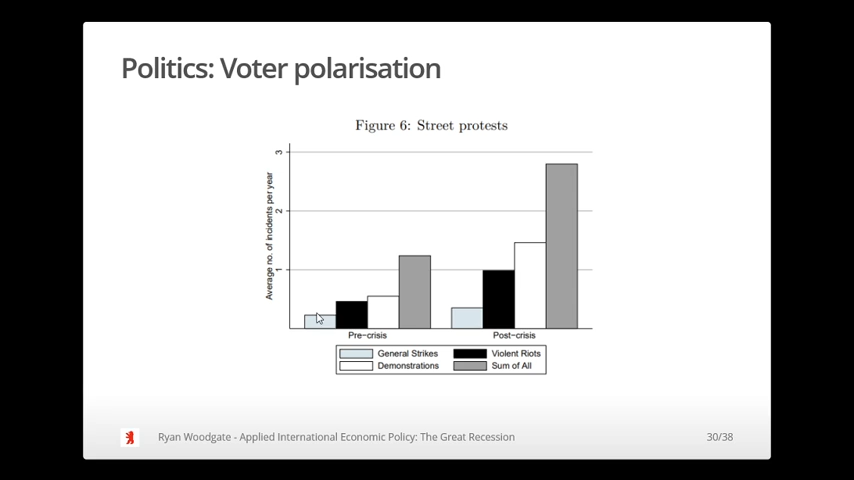 Politics: Voter polarisation
Figure 6: Street protests
Average no. of incidents per year
3
2
1
Pre−crisis
Post−crisis
General Strikes
Violent Riots
Demonstrations
Sum of All
Ryan Woodgate - Applied International Economic Policy: The Great Recession
30/38